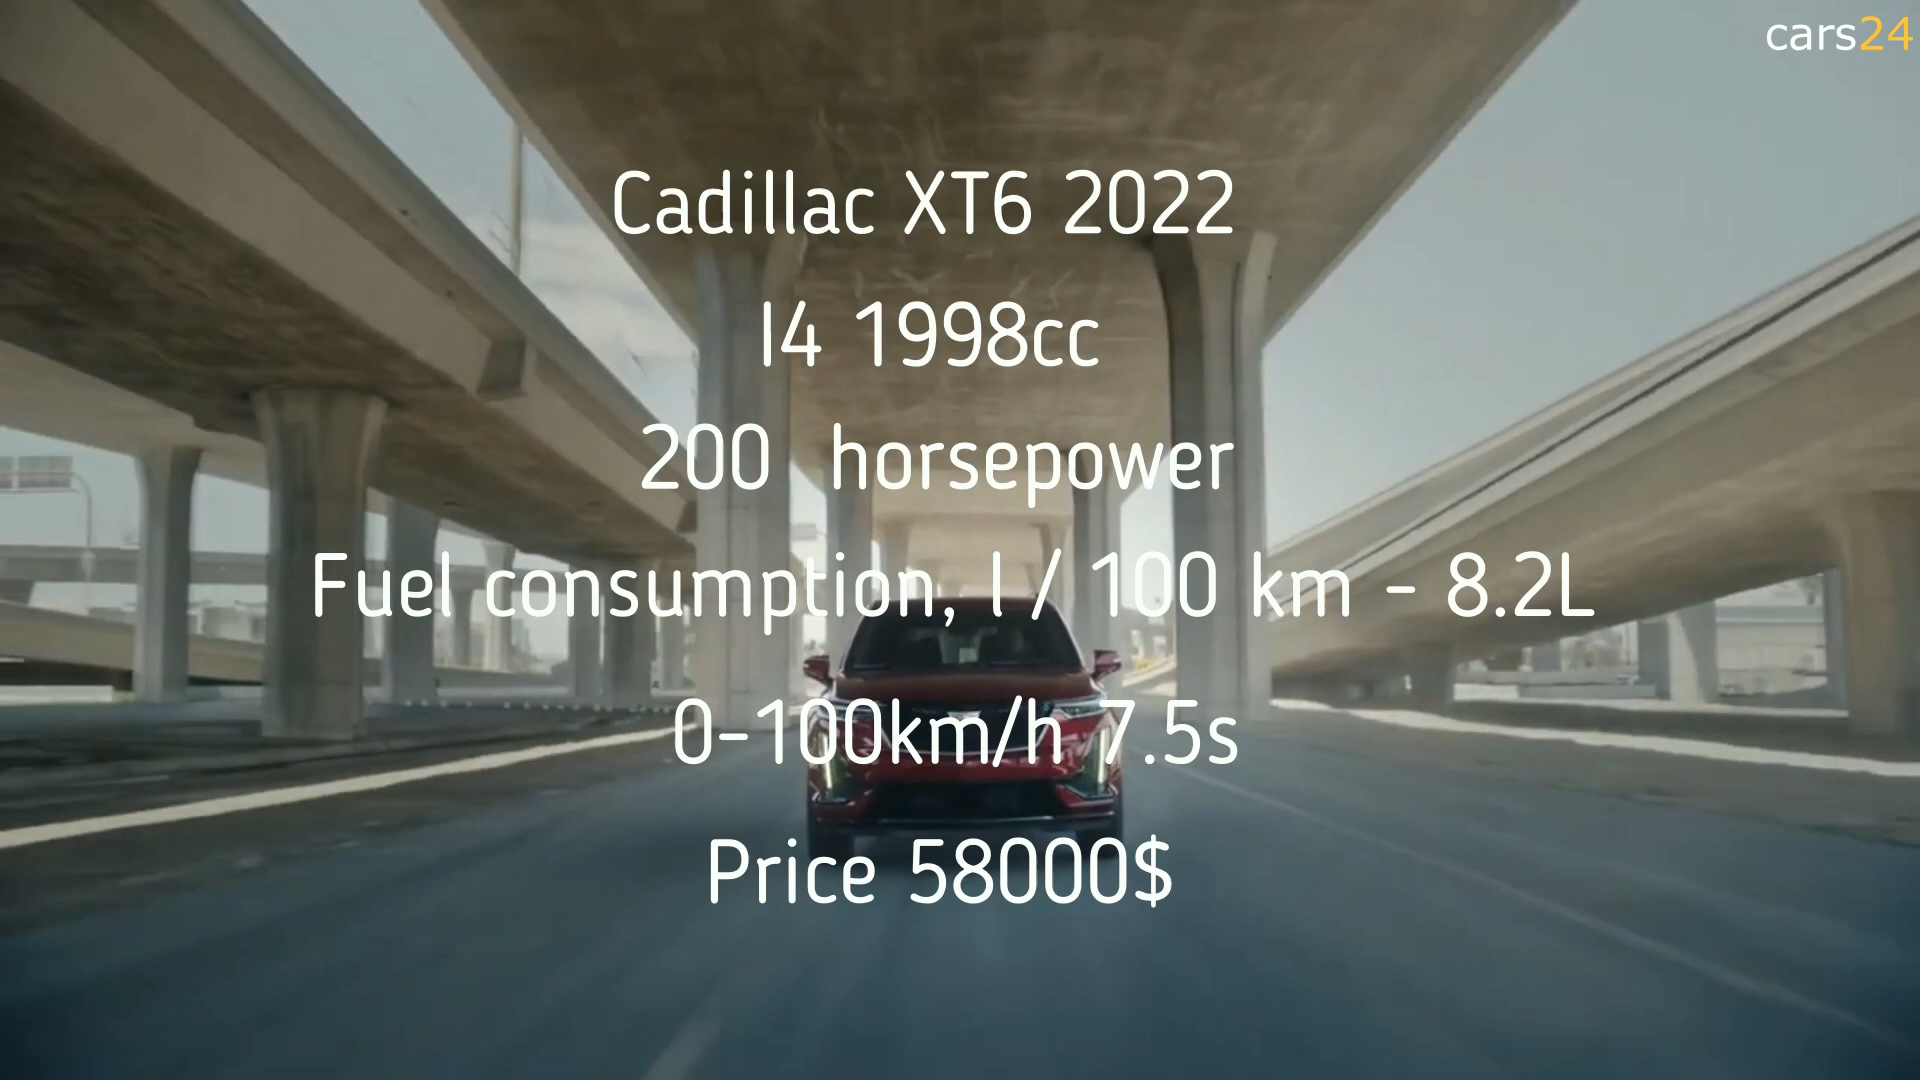 cars24
Cadillac XT6 2022
I4 1998cc
200 horsepower
Fuel consumption, l / 100 km - 8.2L
0-100km/h 7.5s
Price 58000$